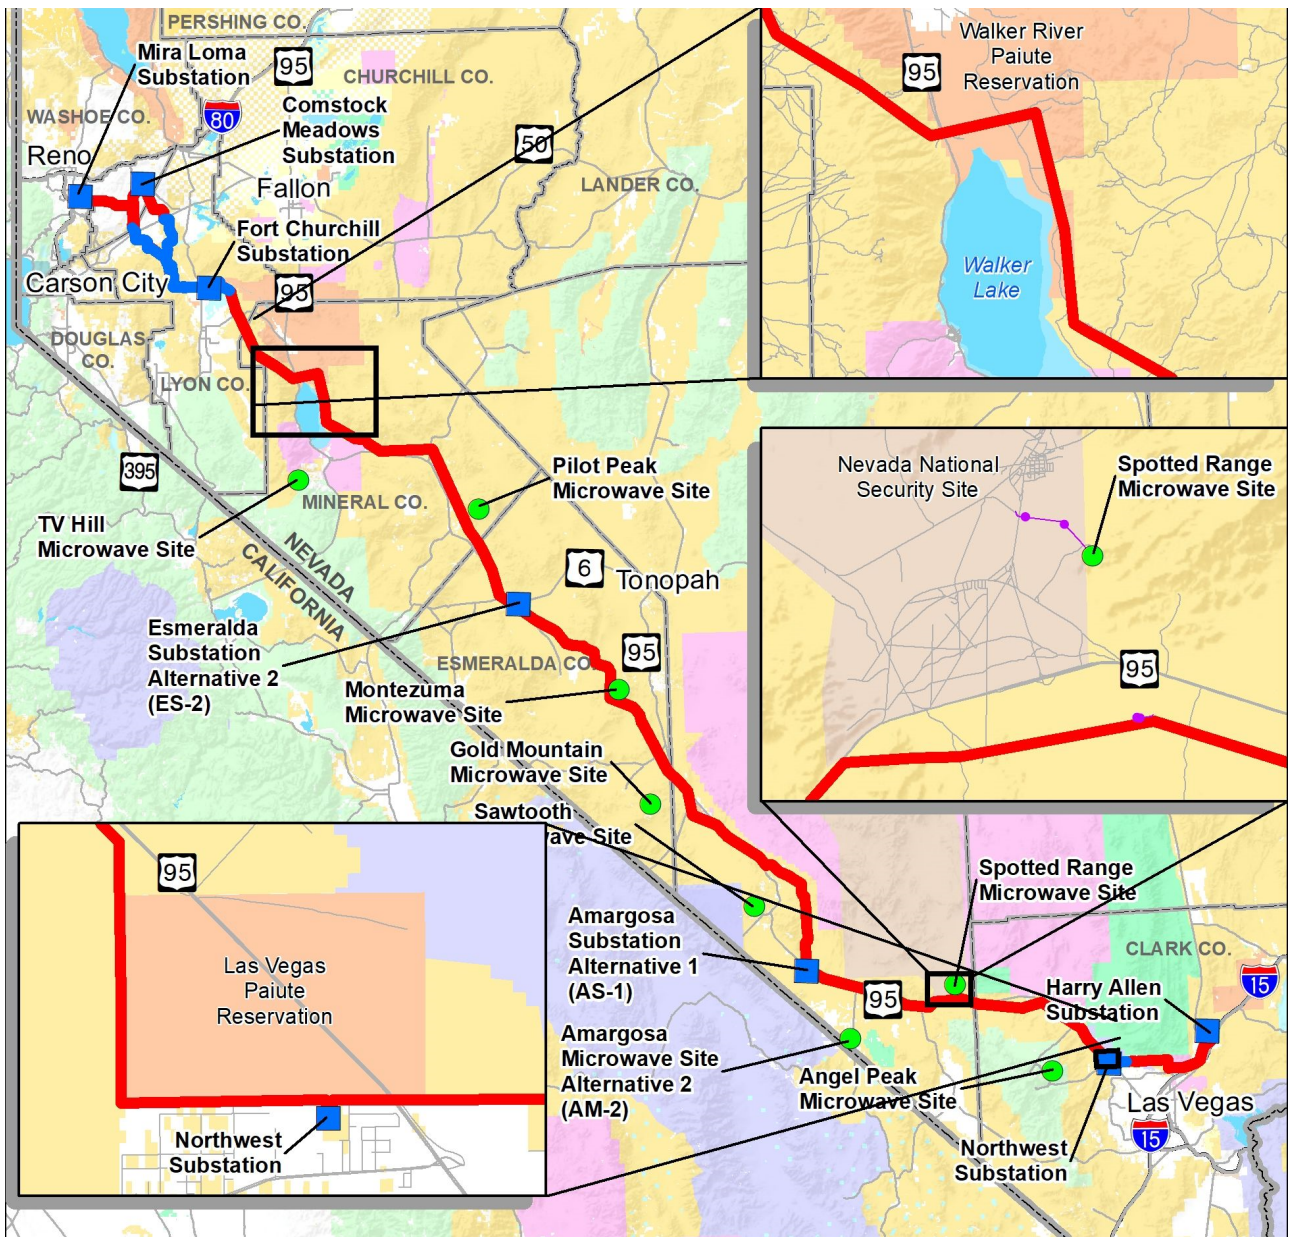 PERSHING CO.
Mira Loma
Substation
95
CHURCHILL CO.
WASHOE CO.
80
Comstock
Meadows
Substation
50
Reno
Fallon
LANDER CO.
Fort Churchill
Substation
Carson City
95
DOUGLAS
CO.
LYON CO.
Walker River
Paiute
Reservation
95
Walker
Lake
395
MINERAL CO.
Pilot Peak
Microwave Site
TV Hill
Microwave Site
NEVADA
CALIFORNIA
6
Tonopah
Nevada National
Security Site
Spotted Range
Microwave Site
95
Esmeralda
Substation
Alternative 2
(ES-2)
ESMERALDA CO.
95
Montezuma
Microwave Site
Gold Mountain
Microwave Site
Sawtooth
ave Site
95
Las Vegas
Paiute
Reservation
Northwest
Substation
Spotted Range
Microwave Site
Amargosa
Substation
Alternative 1
(AS-1)
CLARK CO.
95
Harry Allen
Substation
15
Amargosa
Microwave Site
Alternative 2
(AM-2)
Angel Peak
Microwave Site
Las Vegas
15
Northwest
Substation